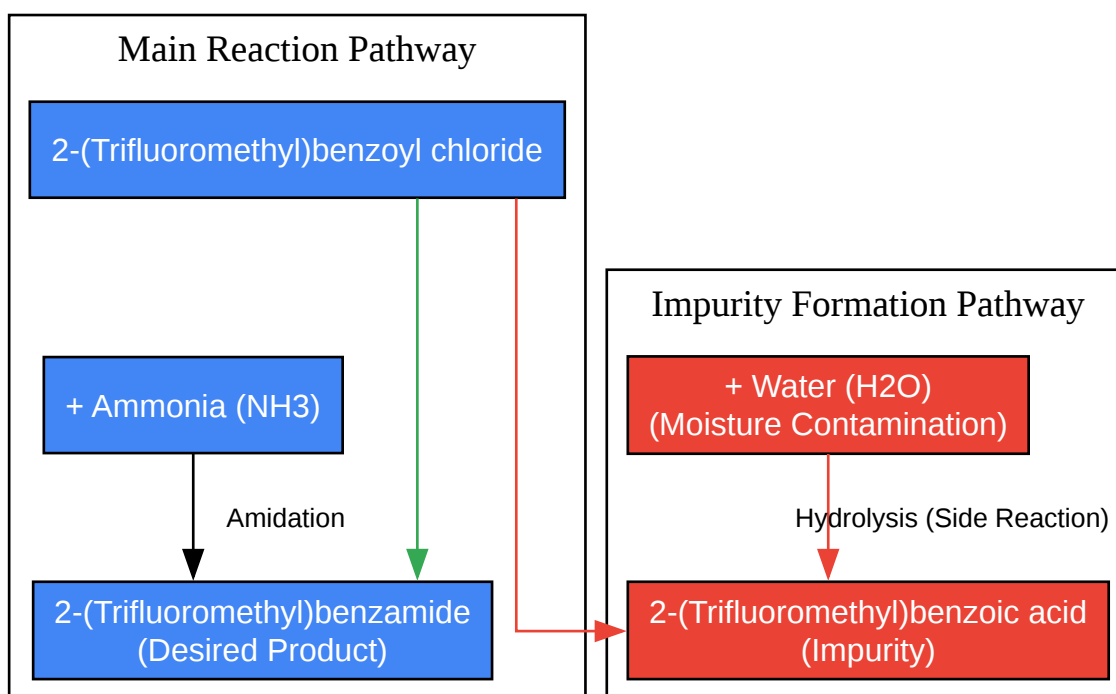 Main Reaction Pathway
2-(Trifluoromethyl)benzoyl chloride
Impurity Formation Pathway
+ Ammonia (NH3)
+ Water (H2O)
(Moisture Contamination)
Amidation
Hydrolysis (Side Reaction)
2-(Trifluoromethyl)benzamide
(Desired Product)
2-(Trifluoromethyl)benzoic acid
(Impurity)